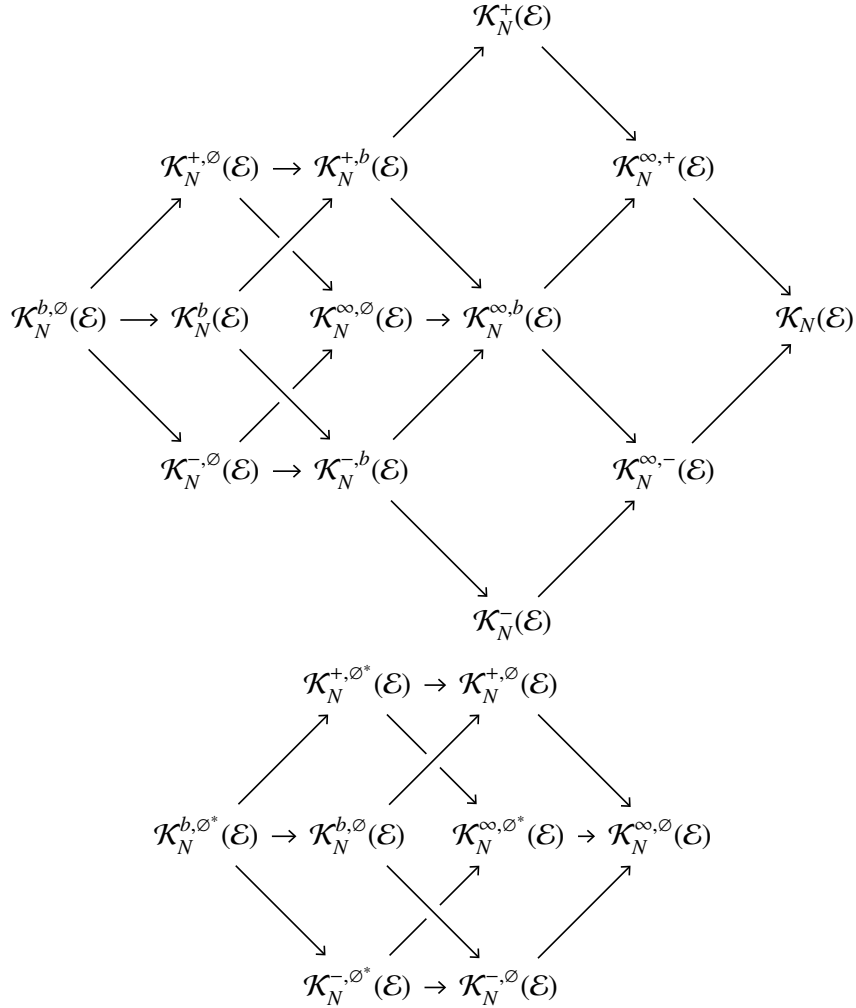 𝒦_N^+(ℰ)
𝒦_N^{+,∅}(ℰ) → 𝒦_N^{+,b}(ℰ) 𝒦_N^{∞,+}(ℰ)
𝒦_N^{b,∅}(ℰ) → 𝒦_N^b(ℰ) 𝒦_N^{∞,∅}(ℰ) → 𝒦_N^{∞,b}(ℰ) 𝒦_N(ℰ)
𝒦_N^{-,∅}(ℰ) → 𝒦_N^{-,b}(ℰ) 𝒦_N^{∞,-}(ℰ)
𝒦_N^-(ℰ)
𝒦_N^{+,∅^*}(ℰ) → 𝒦_N^{+,∅}(ℰ)
𝒦_N^{b,∅^*}(ℰ) → 𝒦_N^{b,∅}(ℰ) 𝒦_N^{∞,∅^*}(ℰ) → 𝒦_N^{∞,∅}(ℰ)
𝒦_N^{-,∅^*}(ℰ) → 𝒦_N^{-,∅}(ℰ)